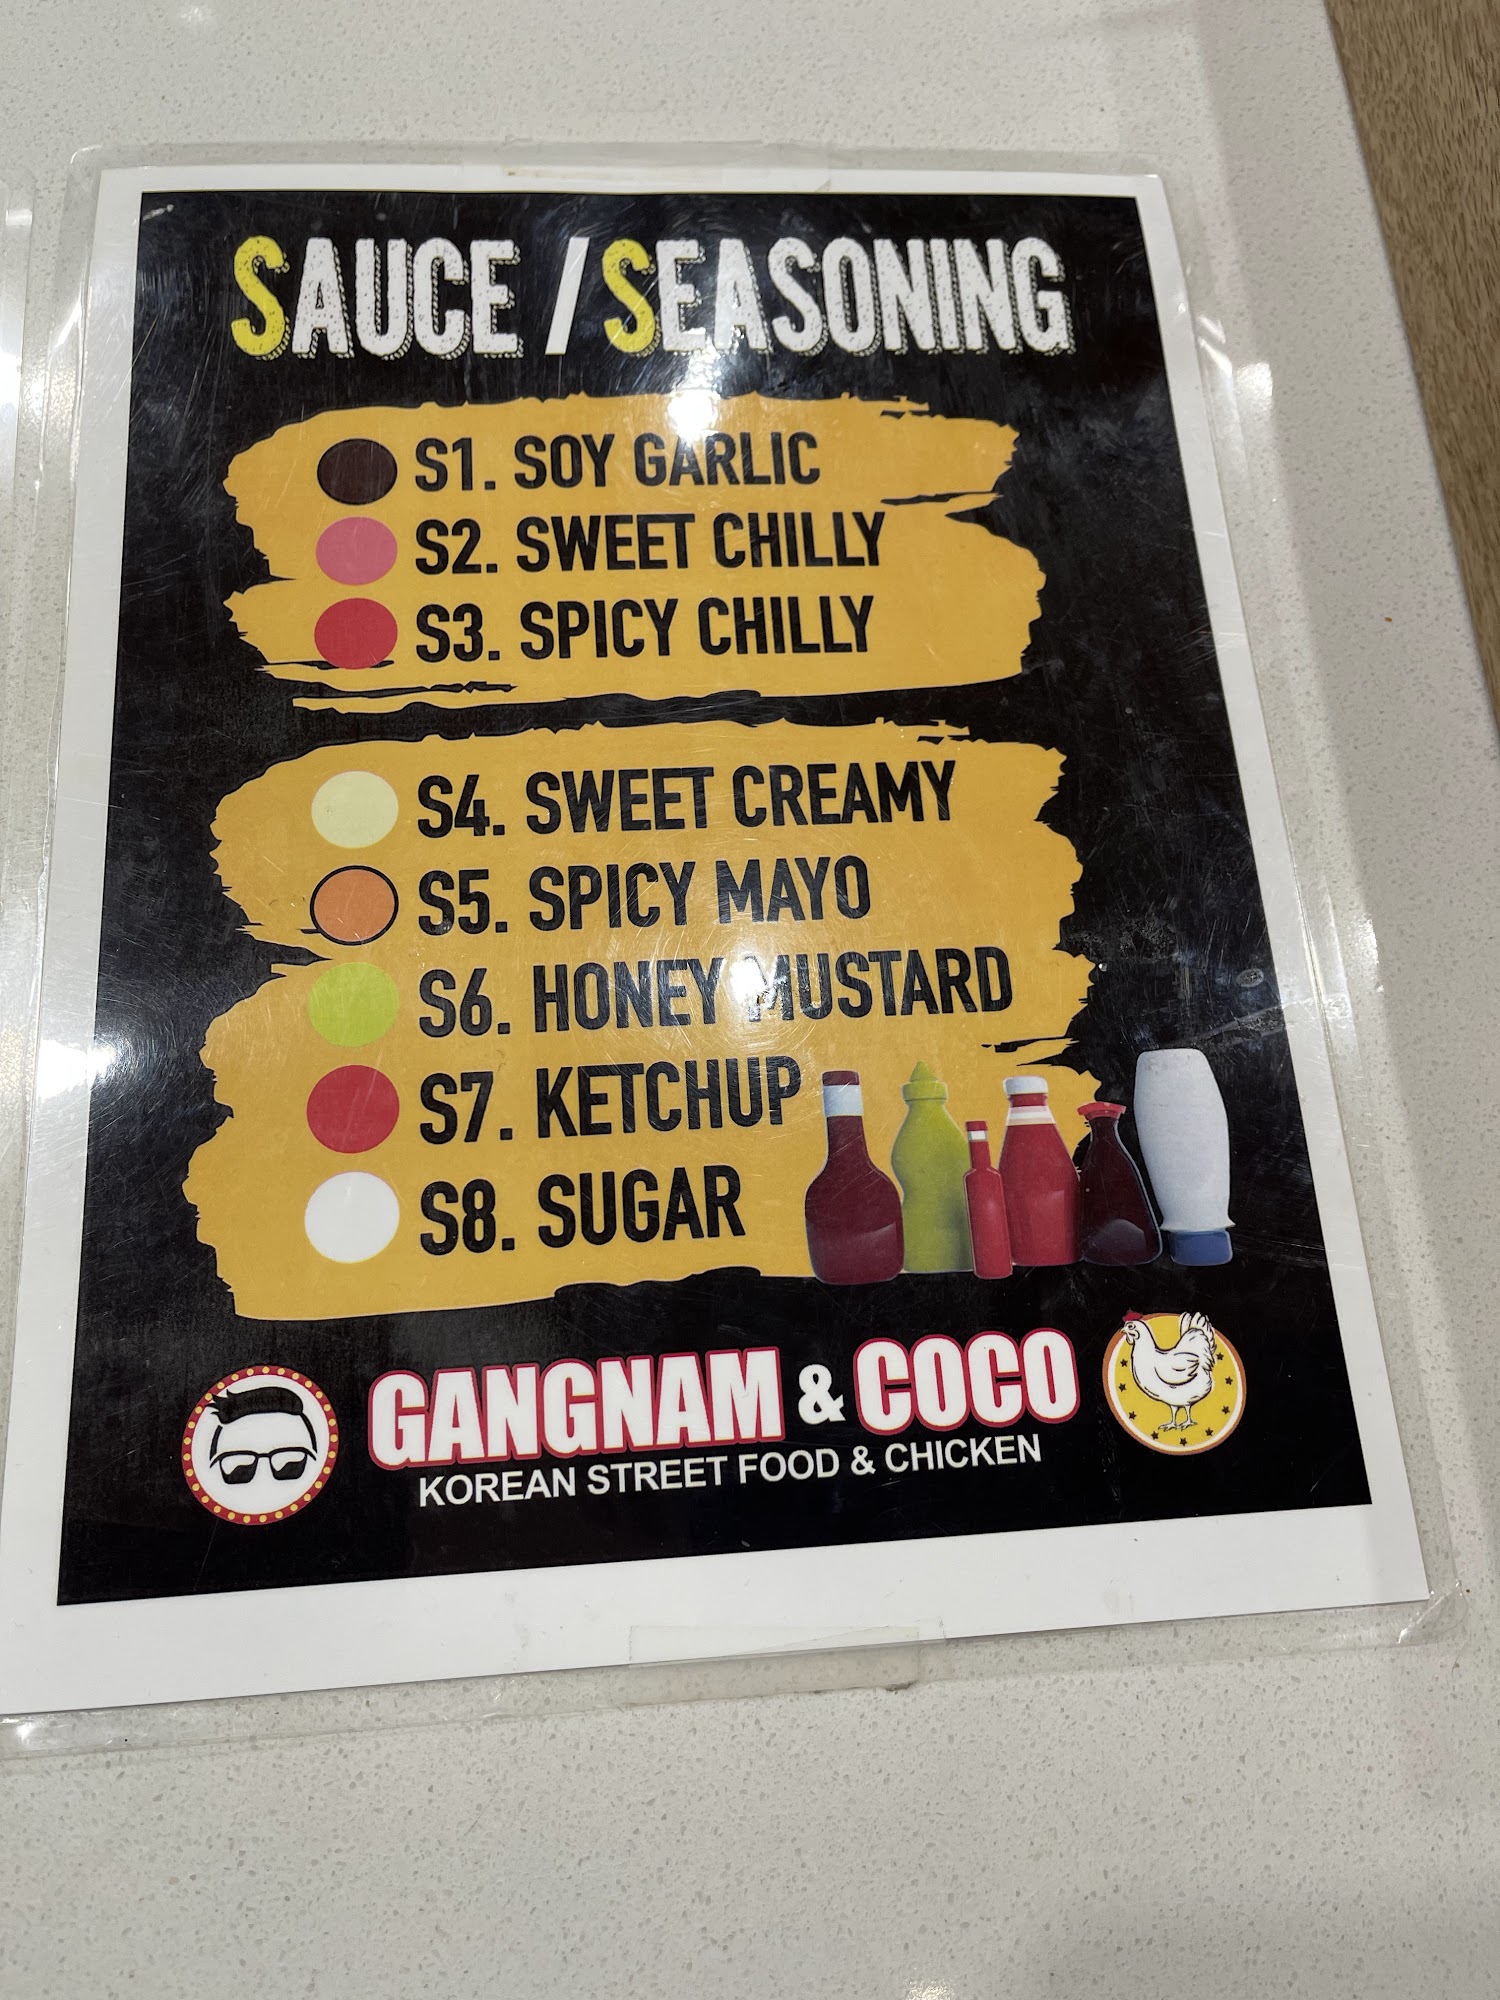 SAUCE / SEASONING
S1. SOY GARLIC
S2. SWEET CHILLY
S3. SPICY CHILLY
S4. SWEET CREAMY
S5. SPICY MAYO
S6. HONEY MUSTARD
S7. KETCHUP
S8. SUGAR
GANGNAM & COCO
KOREAN STREET FOOD & CHICKEN